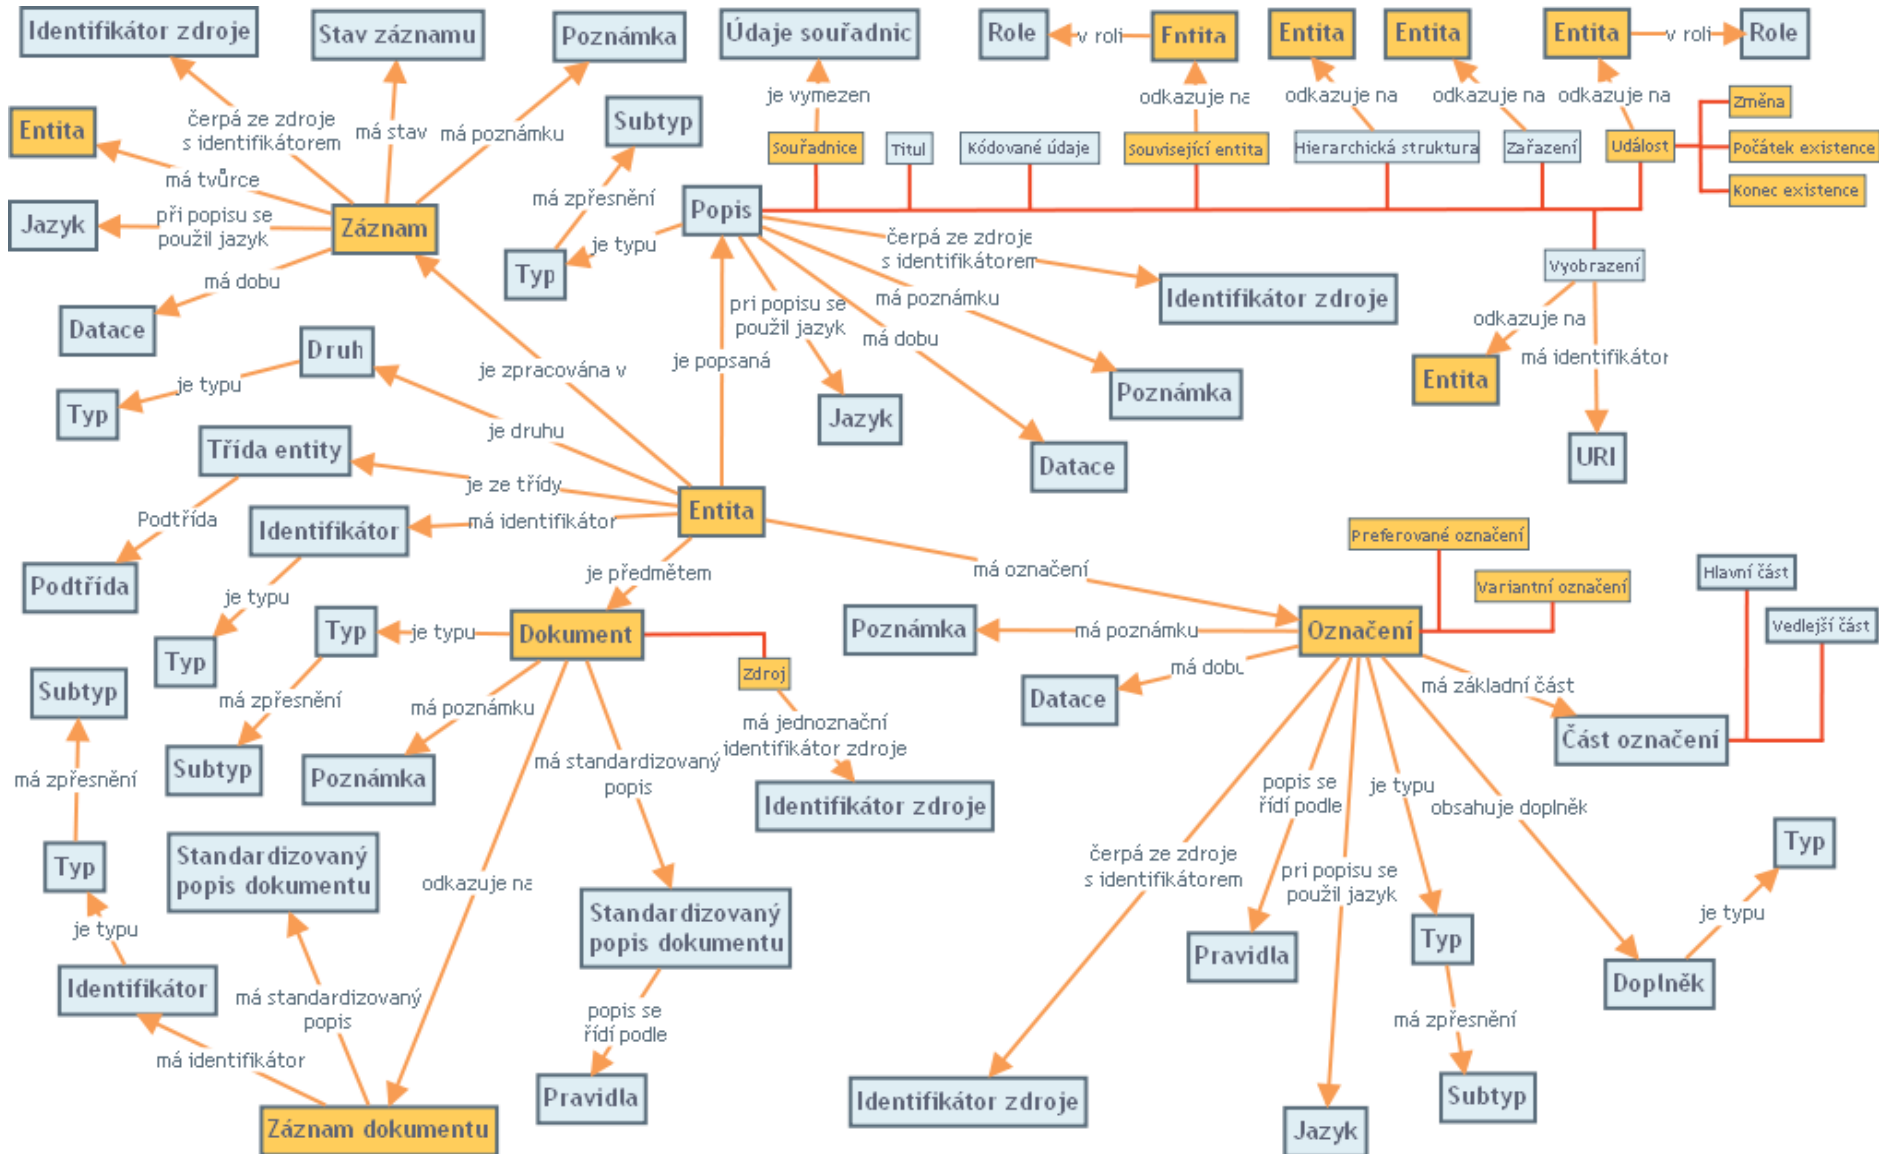 Identifikátor zdroje
Stav záznamu
Poznámka
Údaje souřadnic
Role
v roli
Entita
Entita
Entita
Entita
v roli
Role
čerpá ze zdroje
s identifikátorem
má stav
má poznámku
Subtyp
je vymezen
odkazuje na
odkazuje na
odkazuje na
odkazuje na
Změna
Entita
Souřadnice
Titul
Kódované údaje
Související entita
Hierarchická struktura
Zařazení
Událost
Počátek existence
Konec existence
má tvůrce
má zpřesnění
Popis
Jazyk
při popisu se
použil jazyk
Záznam
je typu
Typ
čerpá ze zdroje
s identifikátorem
Vyobrazení
má dobu
Identifikátor zdroje
pri popisu se
použil jazyk
má poznámku
má dobu
Datace
Druh
odkazuje na
má identifikátor
je zpracována v
je popsaná
je typu
Typ
Entita
Poznámka
Jazyk
je druhu
Třída entity
Datace
URI
je ze třídy
Entita
Podtřída
Identifikátor
má identifikátor
Preferované označení
Podtřída
je předmětem
má označení
Hlavní část
Variantní označení
je typu
Typ
je typu
Dokument
Poznámka
má poznámku
Označení
Vedlejší část
Typ
Zdroj
má dobu
Datace
má základní část
Subtyp
má zpřesnění
má poznámku
má jednoznační
identifikátor zdroje
Část označení
Subtyp
Poznámka
má standardizovaný
popis
má zpřesnění
Identifikátor zdroje
popis se
řídí podle
je typu
obsahuje doplněk
Typ
Standardizovaný
popis dokumentu
Typ
odkazuje na
čerpá ze zdroje
s identifikátorem
pri popisu se
použil jazyk
je typu
je typu
Standardizovaný
popis dokumentu
Pravidla
Typ
Identifikátor
Doplněk
má standardizovaný
popis
popis se
řídí podle
má zpřesnění
má identifikátor
Pravidla
Identifikátor zdroje
Subtyp
Záznam dokumentu
Jazyk